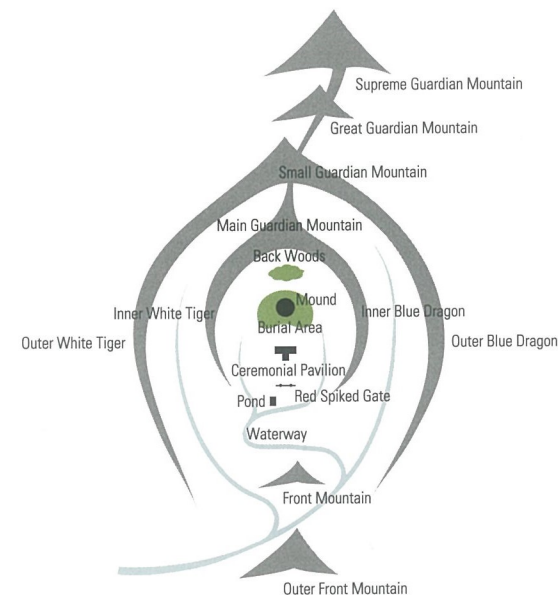 Supreme Guardian Mountain
Great Guardian Mountain
Small Guardian Mountain
Main Guardian Mountain
Back Woods
Mound
Inner White Tiger
Inner Blue Dragon
Burial Area
Outer White Tiger
Outer Blue Dragon
Ceremonial Pavilion
Pond
Red Spiked Gate
Waterway
Front Mountain
Outer Front Mountain